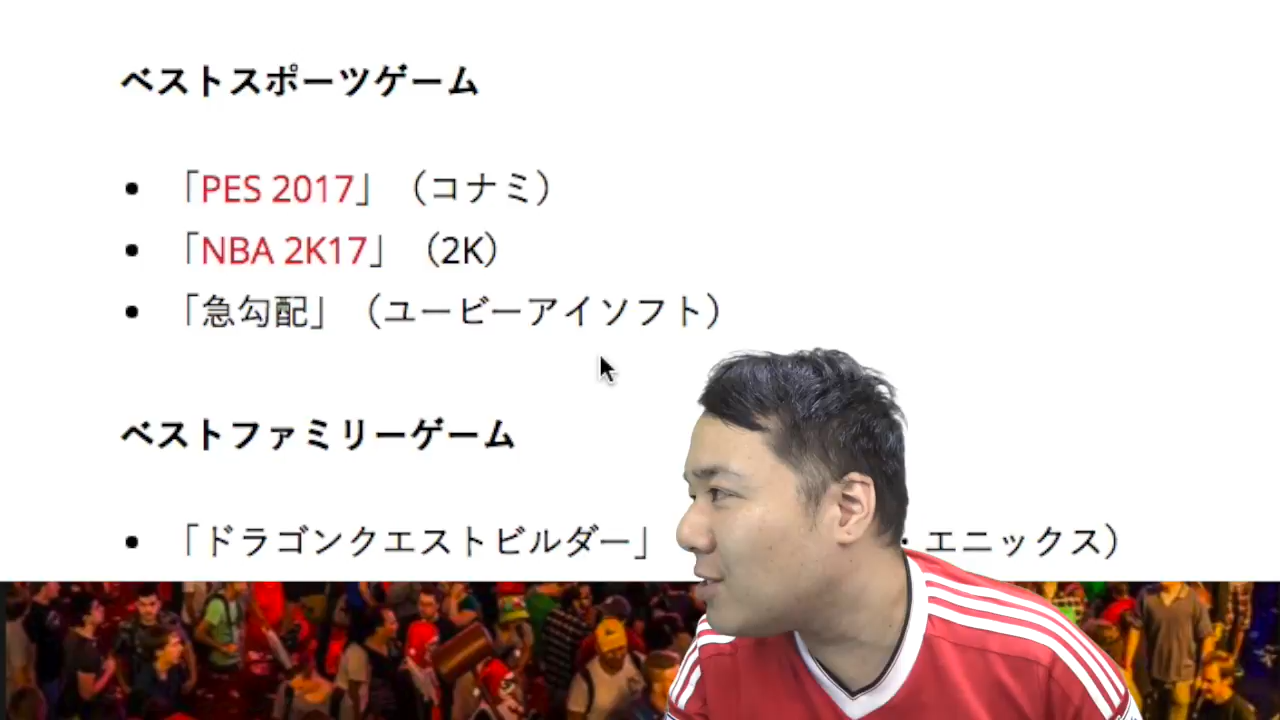 ベストスポーツゲーム
• 「PES 2017」（コナミ）
• 「NBA 2K17」（2K）
• 「急勾配」（ユービーアイソフト）
ベストファミリーゲーム
• 「ドラゴンクエストビルダー」 ・エニックス）